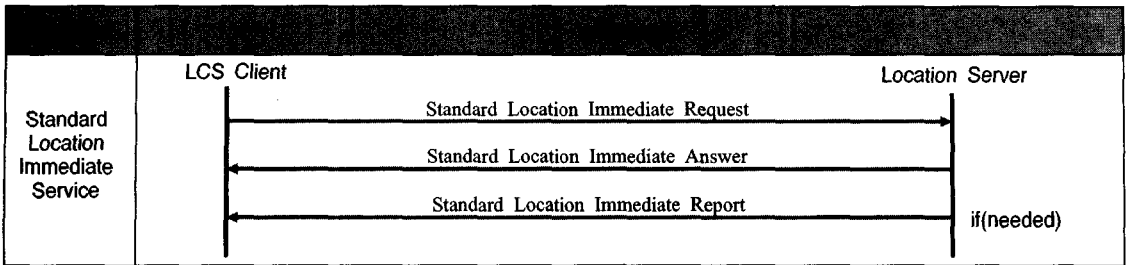 LCS Client
Location Server
Standard
Location
Immediate
Service
Standard Location Immediate Request
Standard Location Immediate Answer
Standard Location Immediate Report
if(needed)